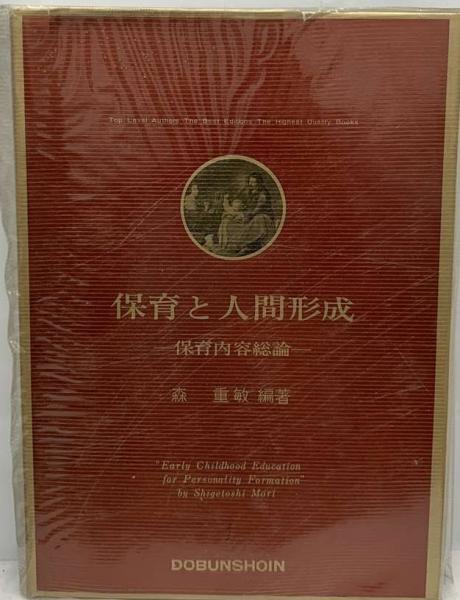 Top Level Authors The Best Editions The Highest Quality Books
保育と人間形成
—保育内容総論—
森 重敏 編著
"Early Childhood Education
for Personality Formation"
by Shigetoshi Mori
DOBUNSHOIN